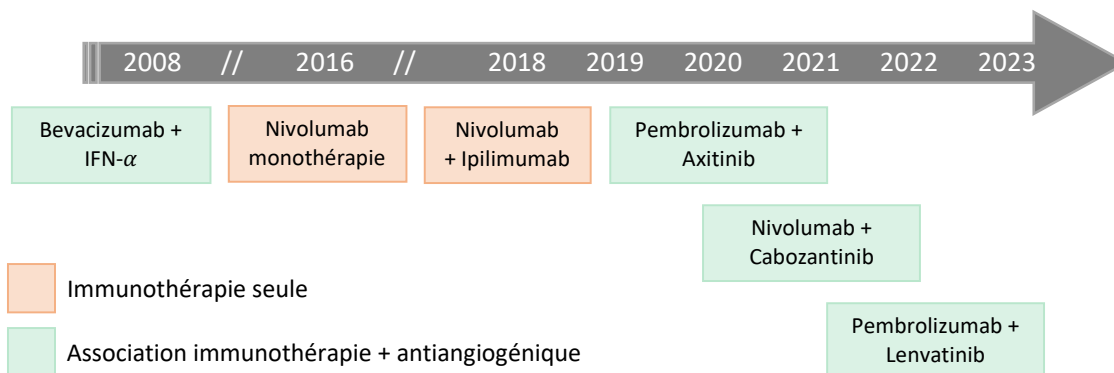 2008 // 2016 // 2018 2019 2020 2021 2022 2023
Bevacizumab +
IFN-α
Nivolumab
monothérapie
Nivolumab
+ Ipilimumab
Pembrolizumab +
Axitinib
Nivolumab +
Cabozantinib
Immunothérapie seule
Pembrolizumab +
Lenvatinib
Association immunothérapie + antiangiogénique